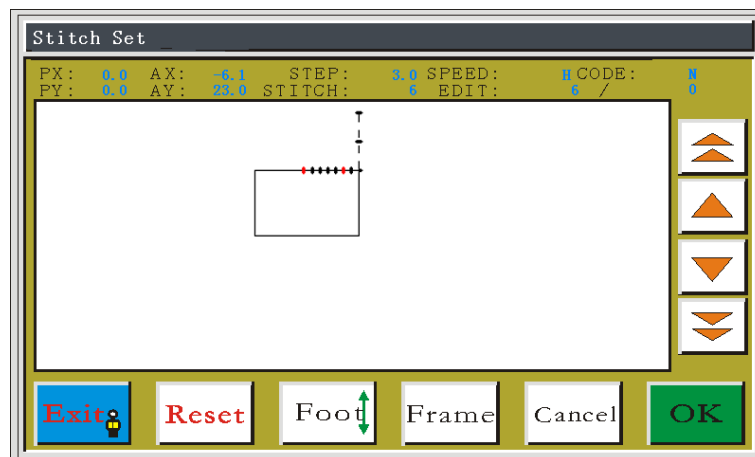 Stitch Set
PX: 0.0 AX: -6.1 STEP: 3.0 SPEED: H CODE: N
PY: 0.0 AY: 23.0 STITCH: 6 EDIT: 6 / 0
Exit Reset Foot Frame Cancel OK